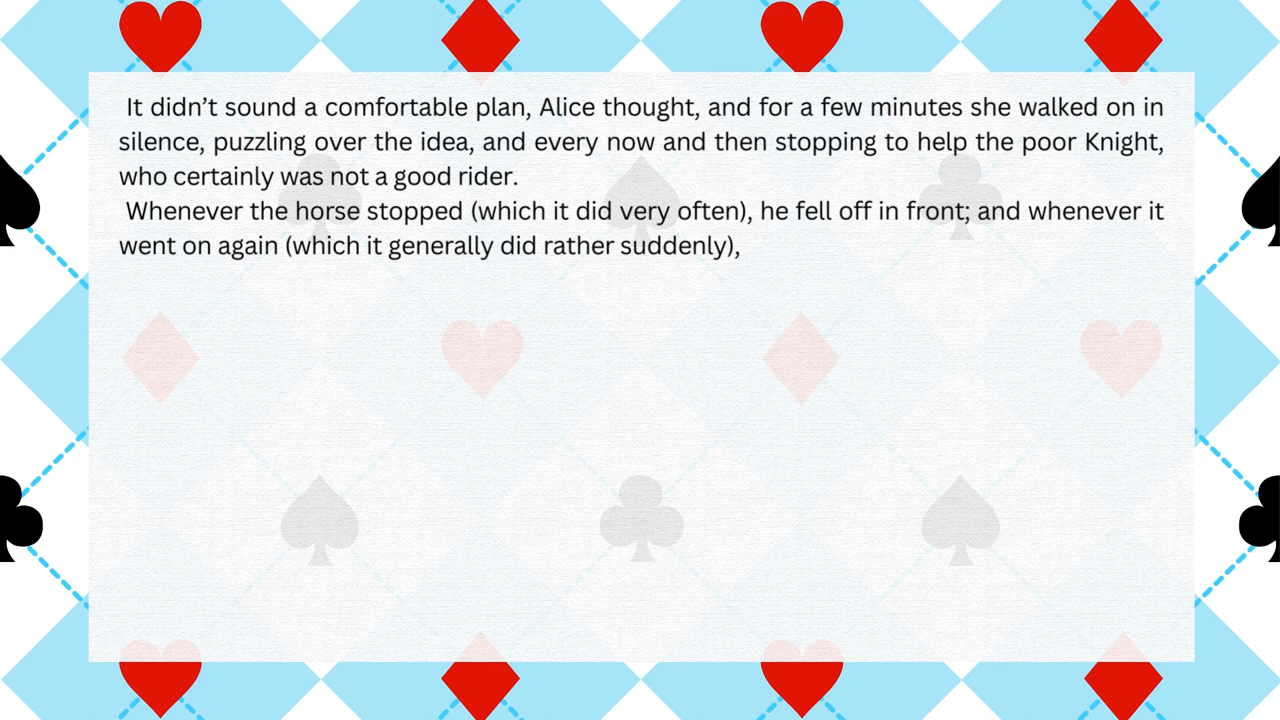 It didn’t sound a comfortable plan, Alice thought, and for a few minutes she walked on in
silence, puzzling over the idea, and every now and then stopping to help the poor Knight,
who certainly was not a good rider.
Whenever the horse stopped (which it did very often), he fell off in front; and whenever it
went on again (which it generally did rather suddenly),